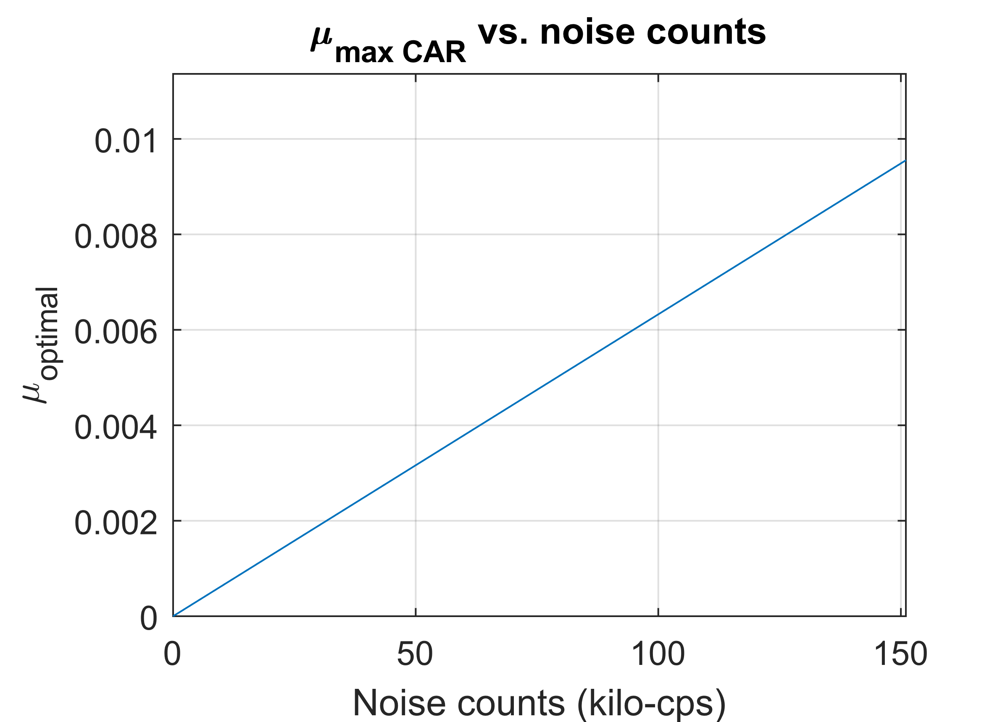 μmax CAR vs. noise counts
0.01
0.008
0.006
0.004
0.002
0
μoptimal
0 50 100 150
Noise counts (kilo-cps)